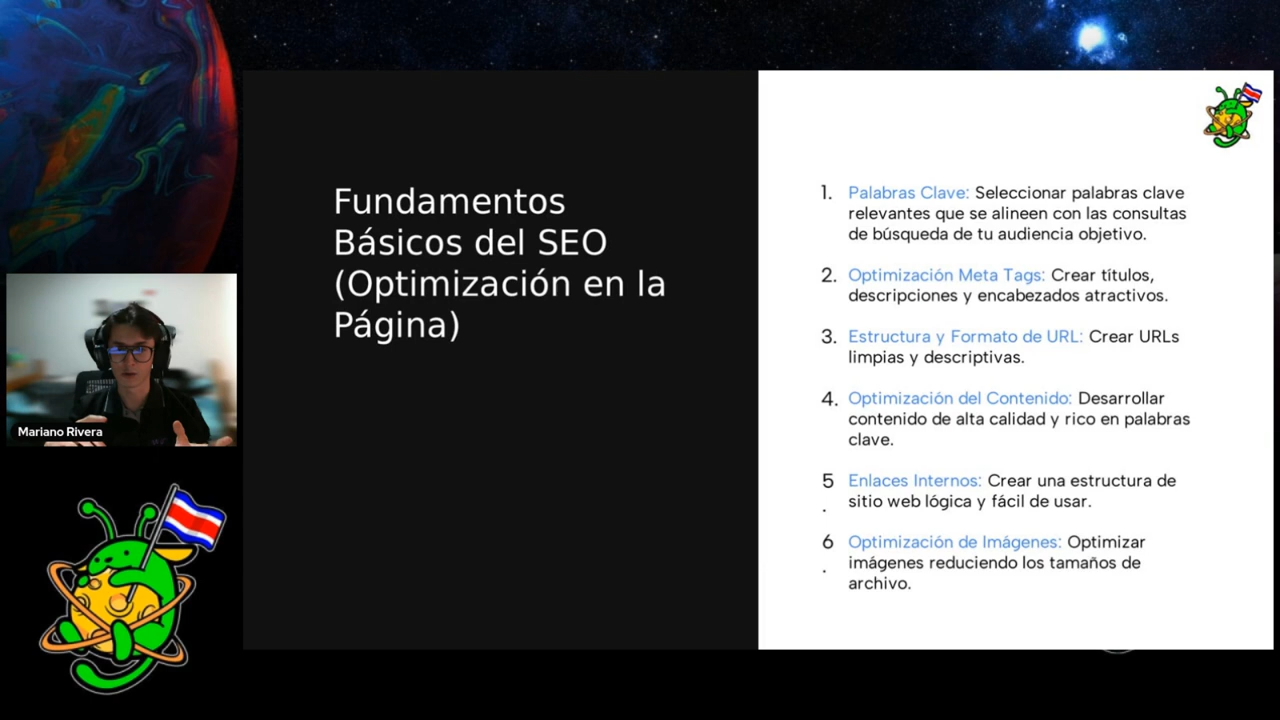 Fundamentos
Básicos del SEO
(Optimización en la
Página)
1. Palabras Clave: Seleccionar palabras clave
relevantes que se alineen con las consultas
de búsqueda de tu audiencia objetivo.
2. Optimización Meta Tags: Crear títulos,
descripciones y encabezados atractivos.
3. Estructura y Formato de URL: Crear URLs
limpias y descriptivas.
4. Optimización del Contenido: Desarrollar
contenido de alta calidad y rico en palabras
clave.
5. Enlaces Internos: Crear una estructura de
sitio web lógica y fácil de usar.
6. Optimización de Imágenes: Optimizar
imágenes reduciendo los tamaños de
archivo.
Mariano Rivera